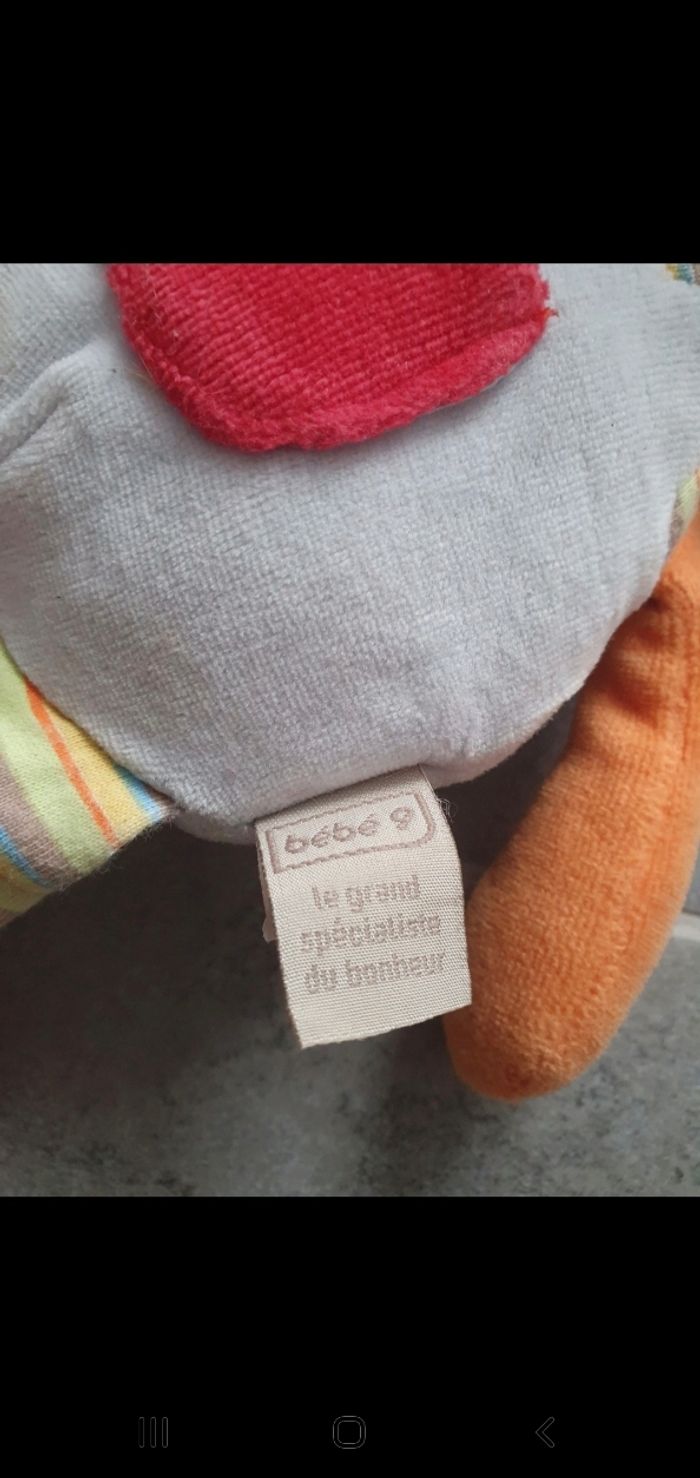 bébé 9
le grand
spécialiste
du bonheur